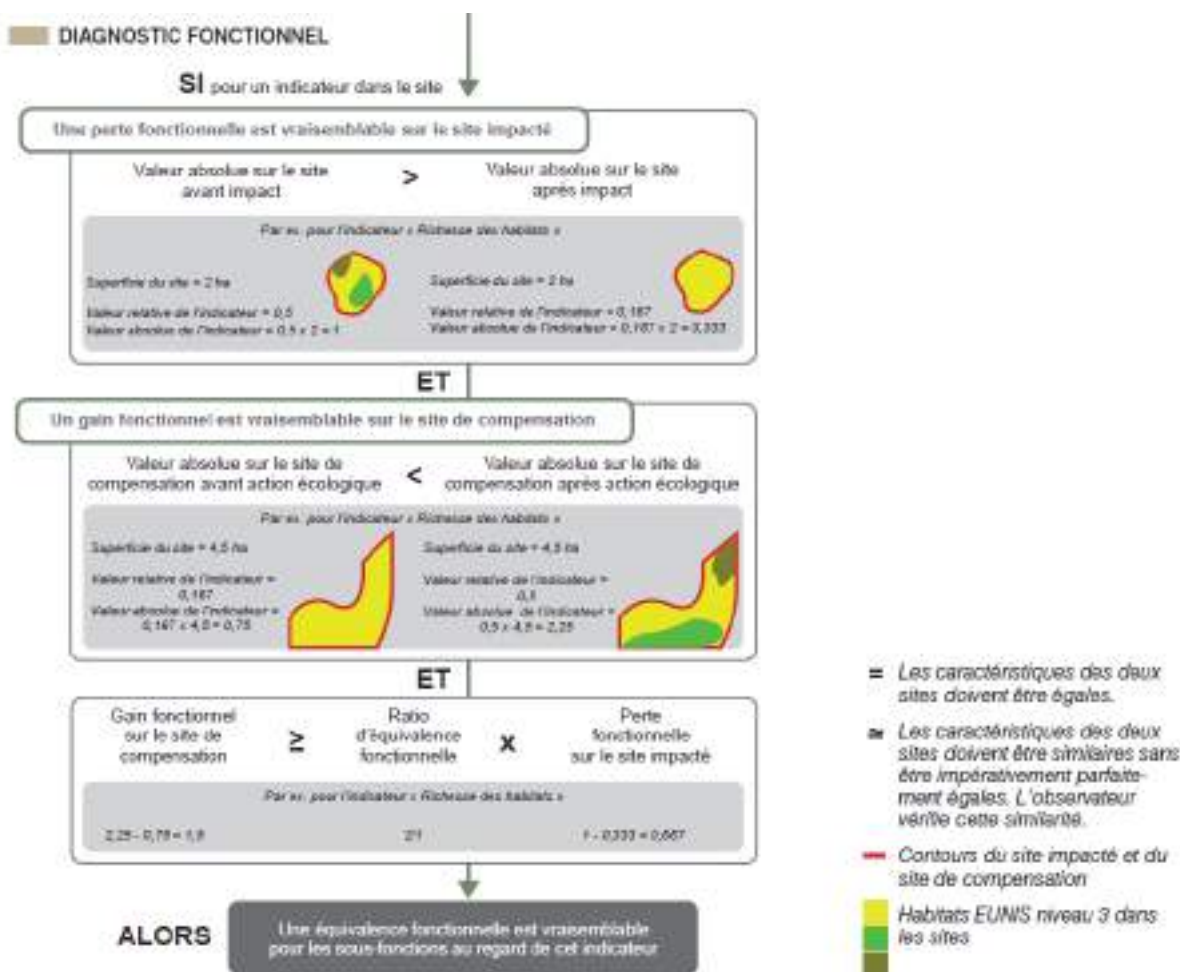 DIAGNOSTIC FONCTIONNEL
SI pour un indicateur dans le site
Une perte fonctionnelle est vraisemblable sur le site impacté
Valeur absolue sur le site
avant impact
>
Valeur absolue sur le site
après impact
Par ex. pour l'indicateur « Richesse des habitats »
Superficie du site = 2 ha
Valeur relative de l'indicateur = 0,5
Valeur absolue de l'indicateur = 0,5 x 2 = 1
Superficie du site = 2 ha
Valeur relative de l'indicateur = 0,167
Valeur absolue de l'indicateur = 0,167 x 2 = 0,333
ET
Un gain fonctionnel est vraisemblable sur le site de compensation
Valeur absolue sur le site de
compensation avant action écologique
<
Valeur absolue sur le site de
compensation après action écologique
Par ex. pour l'indicateur « Richesse des habitats »
Superficie du site = 4,5 ha
Valeur relative de l'indicateur =
0,167
Valeur absolue de l'indicateur =
0,167 x 4,5 = 0,75
Superficie du site = 4,5 ha
Valeur relative de l'indicateur =
0,5
Valeur absolue de l'indicateur =
0,5 x 4,5 = 2,25
ET
Gain fonctionnel
sur le site de
compensation
≥
Ratio
d'équivalence
fonctionnelle
x
Perte
fonctionnelle
sur le site impacté
Par ex. pour l'indicateur « Richesse des habitats »
2,25 - 0,75 = 1,5
2/1
1 - 0,333 = 0,667
ALORS
Une équivalence fonctionnelle est vraisemblable
pour les sous-fonctions au regard de cet indicateur
= Les caractéristiques des deux
sites doivent être égales.
≅ Les caractéristiques des deux
sites doivent être similaires sans
être impérativement parfaite-
ment égales. L'observateur
vérifie cette similarité.
Contours du site impacté et du
site de compensation
Habitats EUNIS niveau 3 dans
les sites